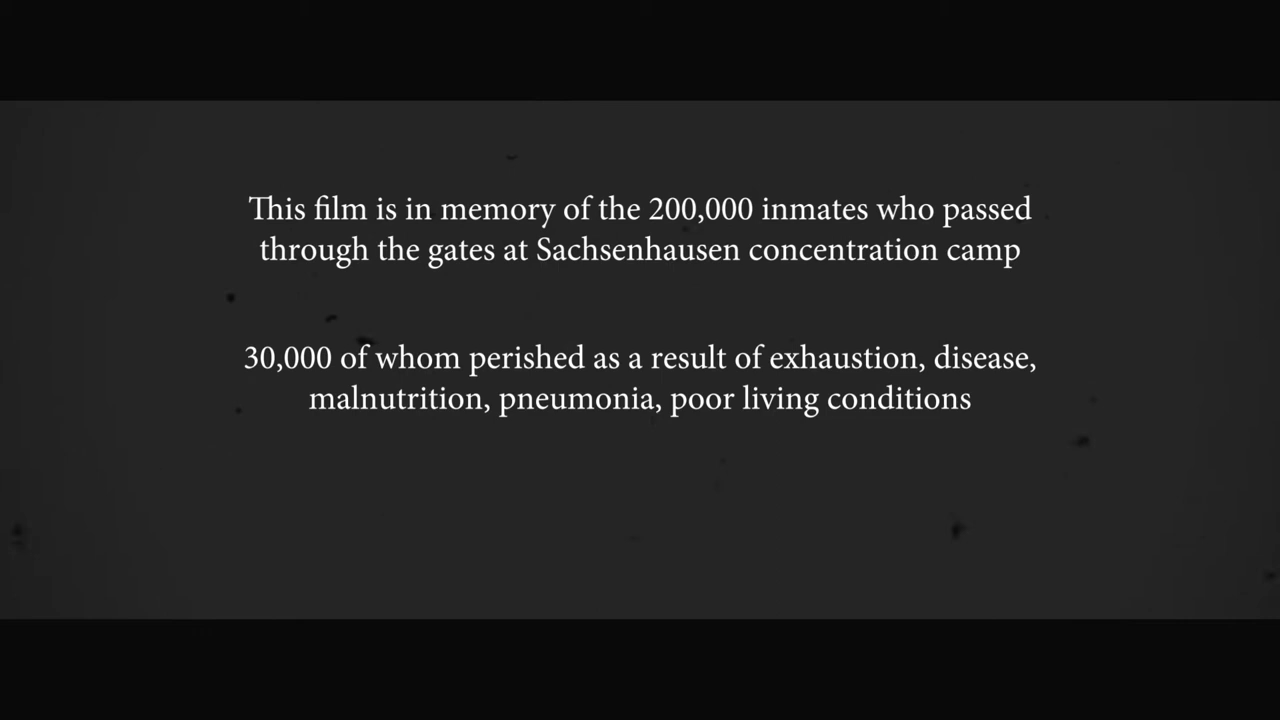 This film is in memory of the 200,000 inmates who passed
through the gates at Sachsenhausen concentration camp
30,000 of whom perished as a result of exhaustion, disease,
malnutrition, pneumonia, poor living conditions